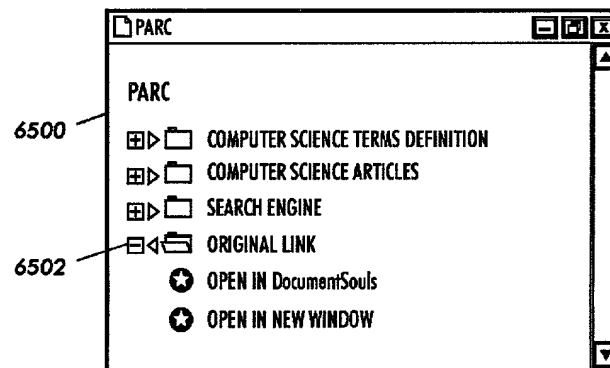 PARC
PARC
6500
COMPUTER SCIENCE TERMS DEFINITION
COMPUTER SCIENCE ARTICLES
SEARCH ENGINE
6502
ORIGINAL LINK
OPEN IN DocumentSouls
OPEN IN NEW WINDOW